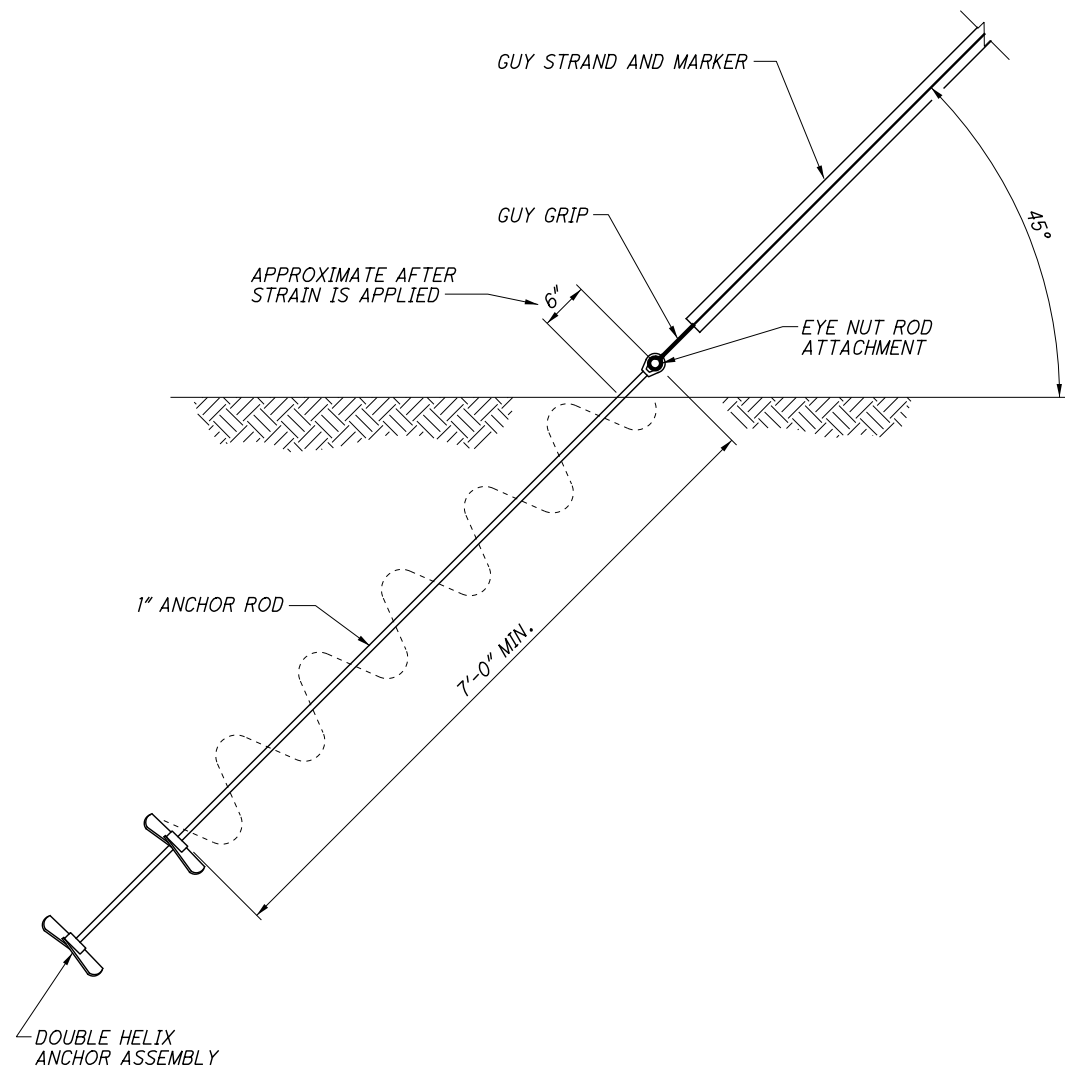 GUY STRAND AND MARKER
GUY GRIP
45°
APPROXIMATE AFTER
STRAIN IS APPLIED
6"
EYE NUT ROD
ATTACHMENT
1" ANCHOR ROD
7'-0" MIN.
DOUBLE HELIX
ANCHOR ASSEMBLY